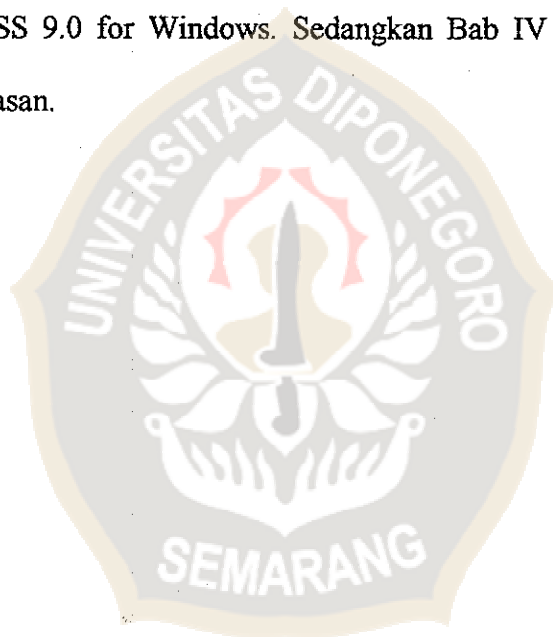 SS 9.0 for Windows. Sedangkan Bab IV
asan.
UNIVERSITAS DIPONEGORO
SEMARANG